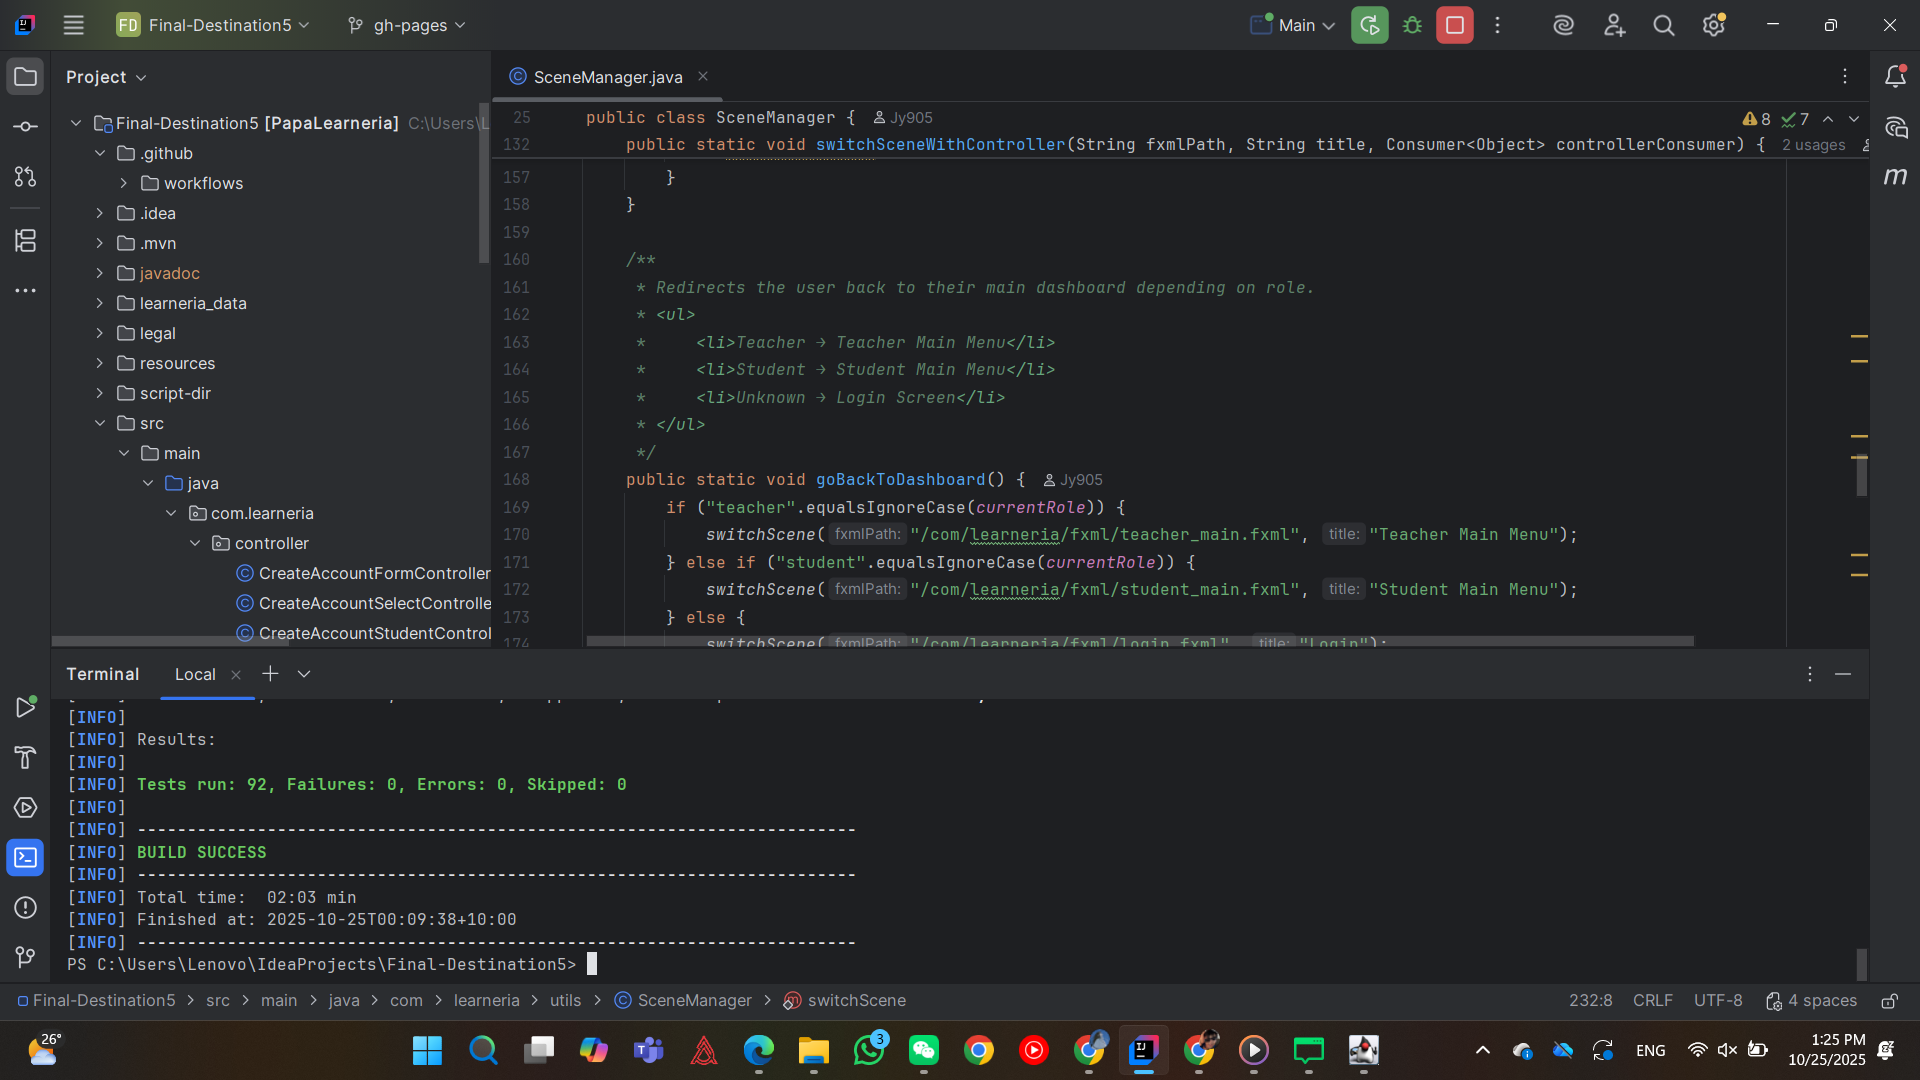 FD Final-Destination5 gh-pages Main
Project
SceneManager.java
Final-Destination5 [PapaLearneria] C:\Users\L
.github
workflows
.idea
.mvn
javadoc
learneria_data
legal
resources
script-dir
src
main
java
com.learneria
controller
CreateAccountFormController
CreateAccountSelectControlle
CreateAccountStudentControl
25 public class SceneManager { Jy905
8 7
132 public static void switchSceneWithController(String fxmlPath, String title, Consumer<Object> controllerConsumer) { 2 usages
157 }
158 }
159
160 /**
161 * Redirects the user back to their main dashboard depending on role.
162 * <ul>
163 * <li>Teacher → Teacher Main Menu</li>
164 * <li>Student → Student Main Menu</li>
165 * <li>Unknown → Login Screen</li>
166 * </ul>
167 */
168 public static void goBackToDashboard() { Jy905
169 if ("teacher".equalsIgnoreCase(currentRole)) {
170 switchScene( fxmlPath: "/com/learneria/fxml/teacher_main.fxml", title: "Teacher Main Menu");
171 } else if ("student".equalsIgnoreCase(currentRole)) {
172 switchScene( fxmlPath: "/com/learneria/fxml/student_main.fxml", title: "Student Main Menu");
173 } else {
174 switchScene( fxmlPath: "/com/learneria/fxml/login.fxml", title: "Login");
Terminal Local
[INFO]
[INFO] Results:
[INFO]
[INFO] Tests run: 92, Failures: 0, Errors: 0, Skipped: 0
[INFO]
[INFO] ------------------------------------------------------------------------
[INFO] BUILD SUCCESS
[INFO] ------------------------------------------------------------------------
[INFO] Total time:  02:03 min
[INFO] Finished at: 2025-10-25T00:09:38+10:00
[INFO] ------------------------------------------------------------------------
PS C:\Users\Lenovo\IdeaProjects\Final-Destination5>
Final-Destination5 > src > main > java > com > learneria > utils > SceneManager > switchScene
232:8 CRLF UTF-8 4 spaces
26°
3
ENG
1:25 PM
10/25/2025